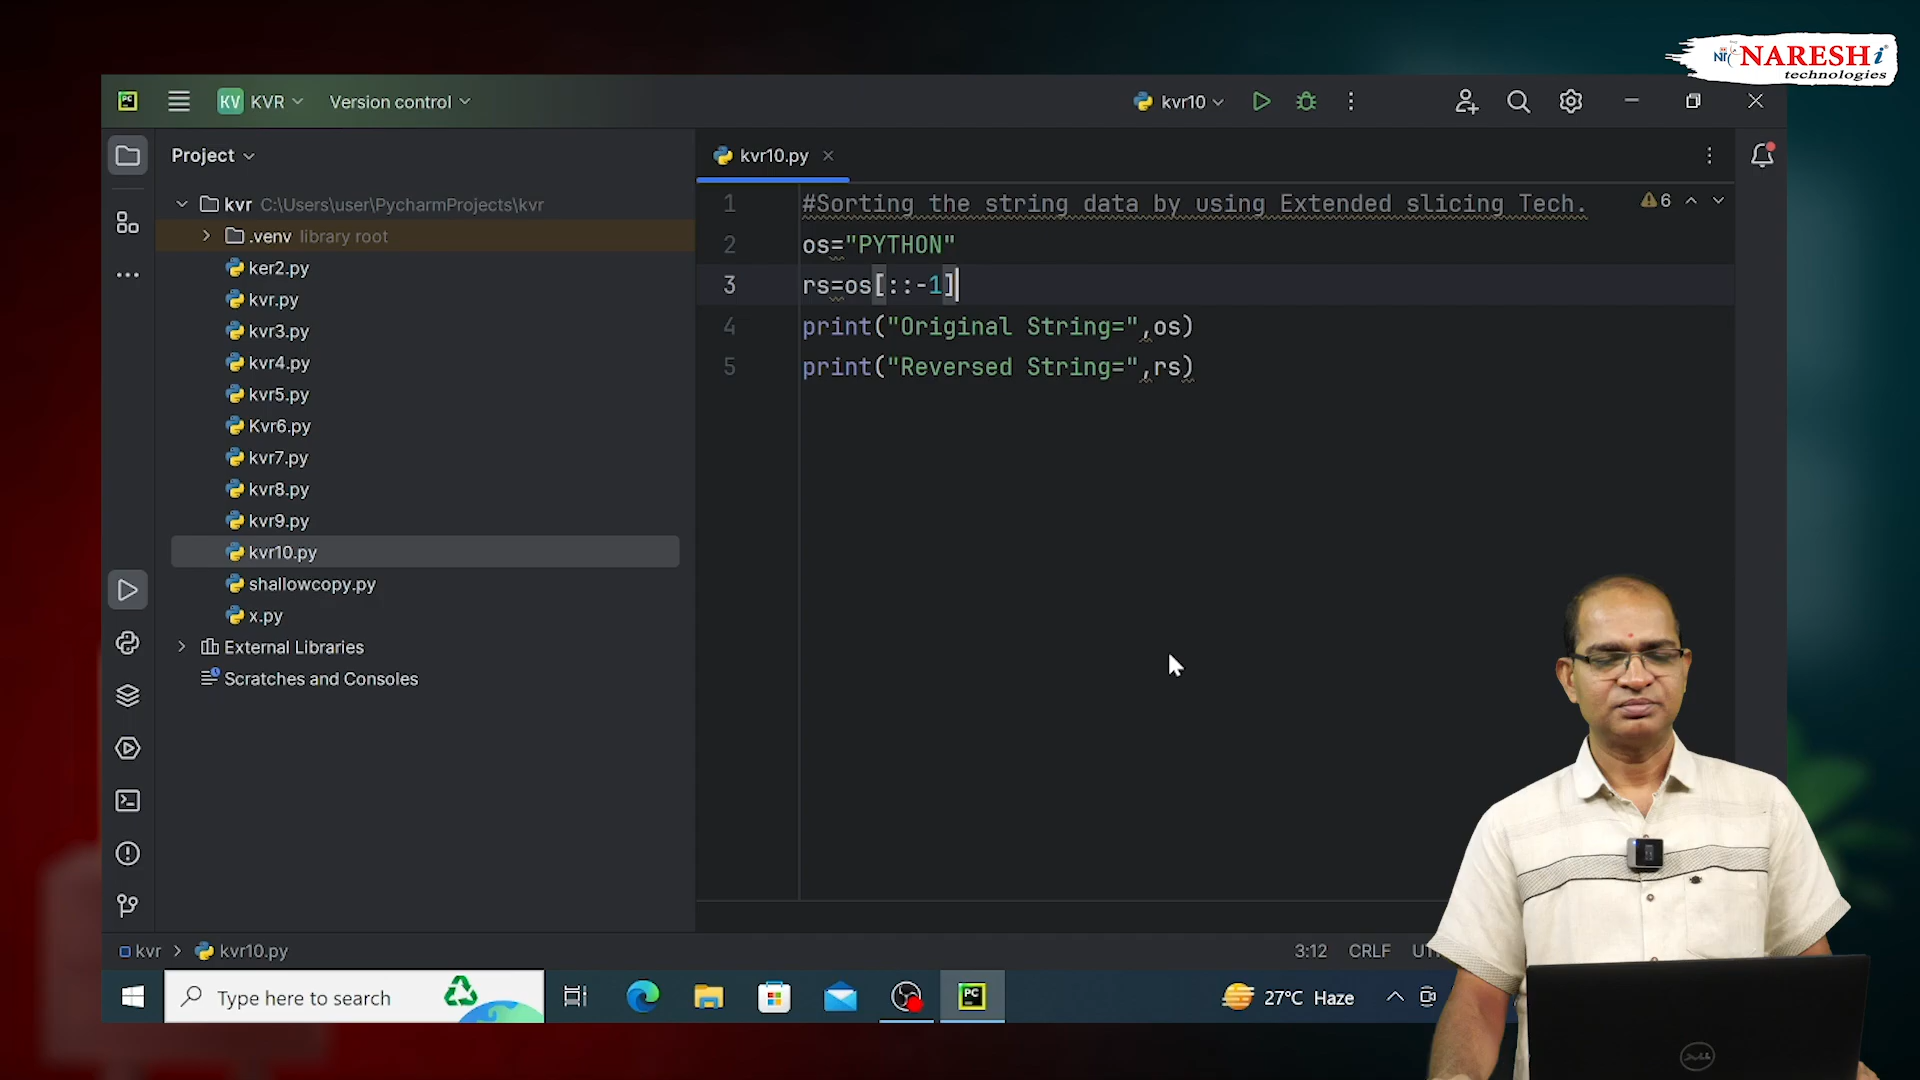 NARESH i
technologies
KV KVR
Version control
kvr10
Project
kvr C:\Users\user\PycharmProjects\kvr
.venv library root
ker2.py
kvr.py
kvr3.py
kvr4.py
kvr5.py
Kvr6.py
kvr7.py
kvr8.py
kvr9.py
kvr10.py
shallowcopy.py
x.py
External Libraries
Scratches and Consoles
kvr10.py
6
1 #Sorting the string data by using Extended slicing Tech.
2 os="PYTHON"
3 rs=os[::-1]
4 print("Original String=",os)
5 print("Reversed String=",rs)
kvr > kvr10.py
3:12 CRLF
Type here to search
PC
27°C Haze
DELL